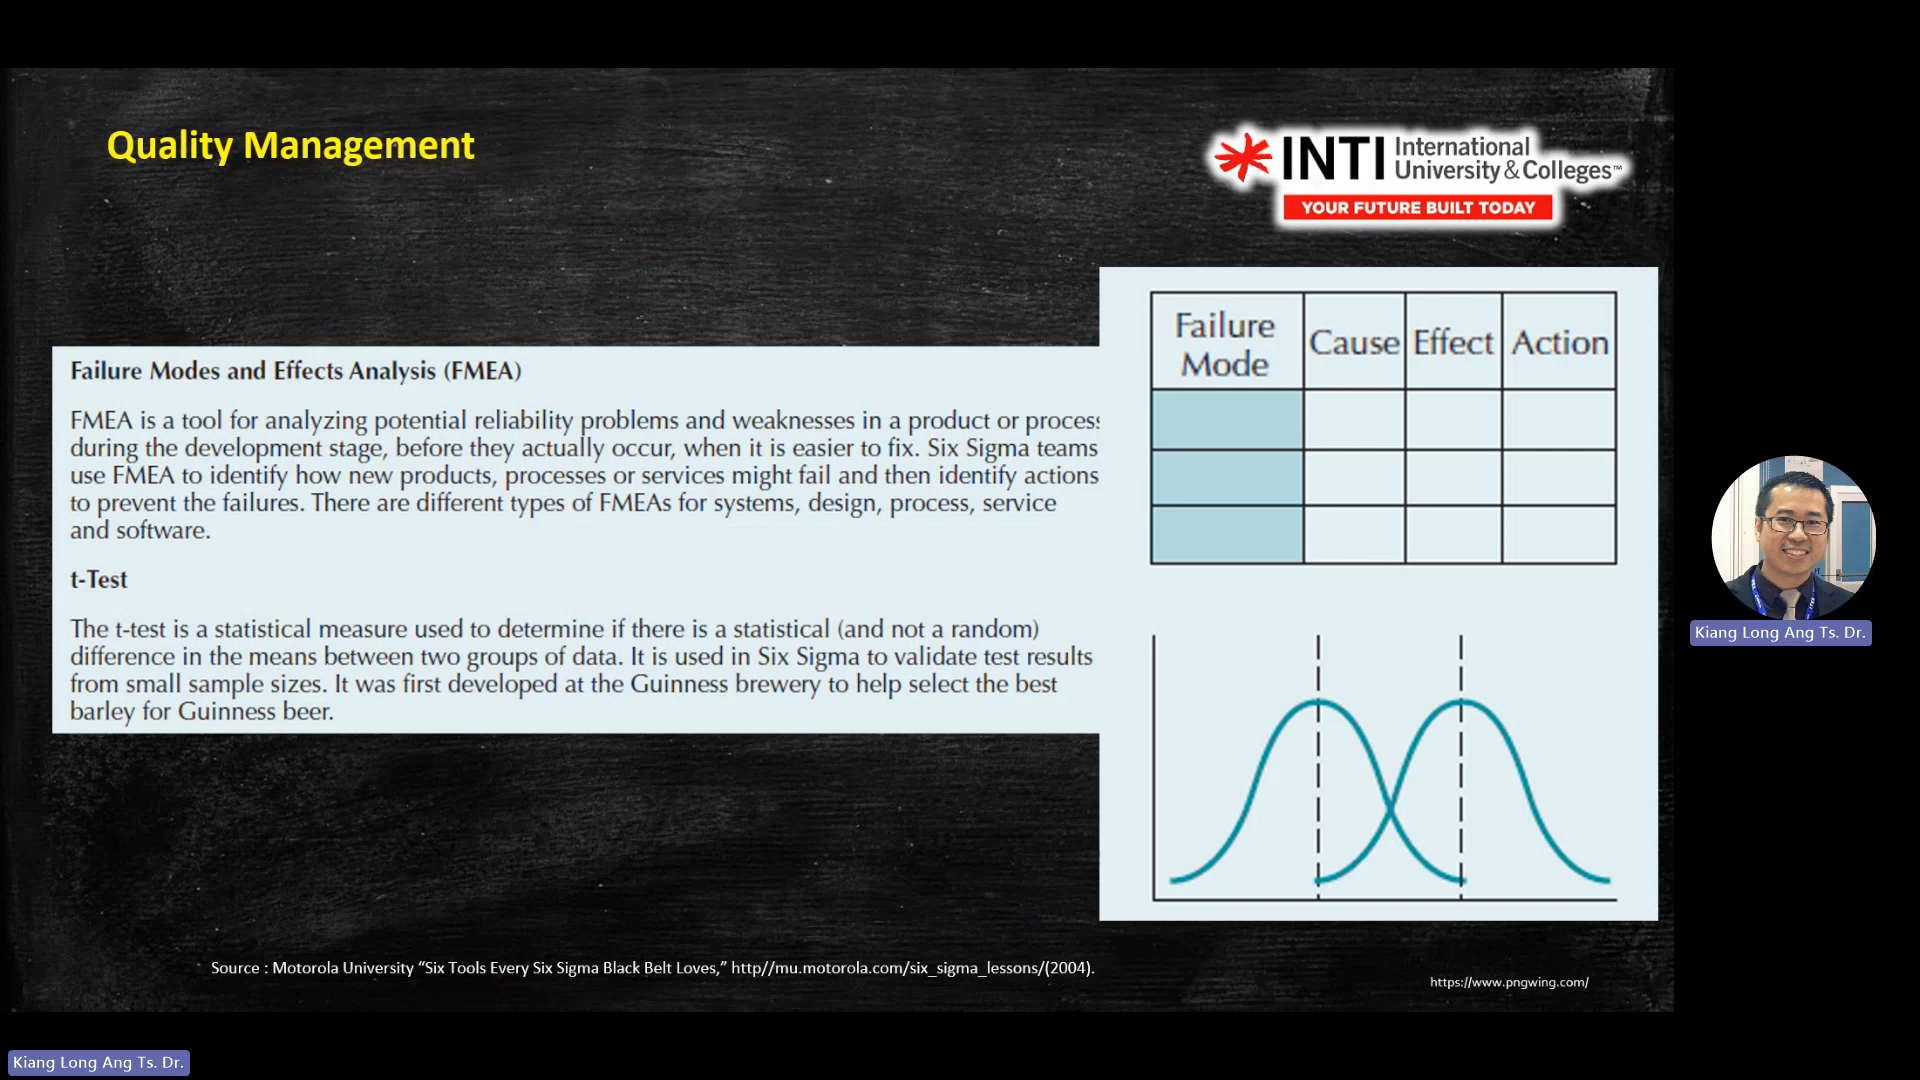 Quality Management
INTI International
University & Colleges™
YOUR FUTURE BUILT TODAY
Failure Modes and Effects Analysis (FMEA)
FMEA is a tool for analyzing potential reliability problems and weaknesses in a product or process
during the development stage, before they actually occur, when it is easier to fix. Six Sigma teams
use FMEA to identify how new products, processes or services might fail and then identify actions
to prevent the failures. There are different types of FMEAs for systems, design, process, service
and software.
t-Test
The t-test is a statistical measure used to determine if there is a statistical (and not a random)
difference in the means between two groups of data. It is used in Six Sigma to validate test results
from small sample sizes. It was first developed at the Guinness brewery to help select the best
barley for Guinness beer.
Failure
Mode
Cause
Effect
Action
Kiang Long Ang Ts. Dr.
Source : Motorola University “Six Tools Every Six Sigma Black Belt Loves,” http//mu.motorola.com/six_sigma_lessons/(2004).
https://www.pngwing.com/
Kiang Long Ang Ts. Dr.